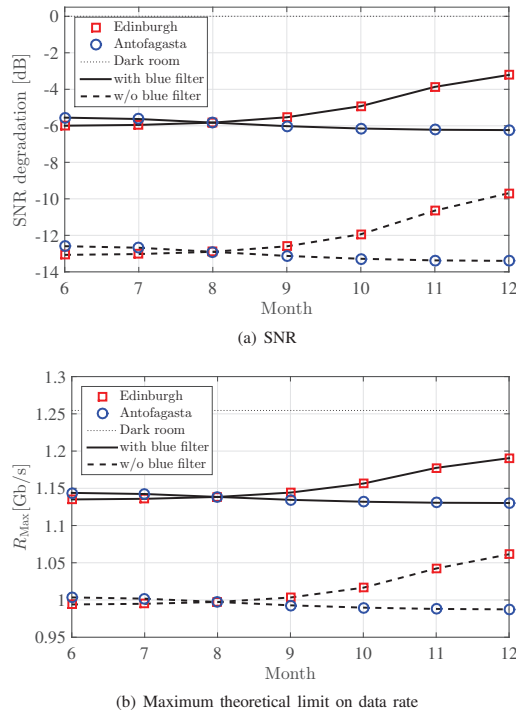 0
-2
-4
-6
-8
-10
-12
-14
SNR degradation [dB]
Edinburgh
Antofagasta
Dark room
with blue filter
w/o blue filter
6 7 8 9 10 11 12
Month
(a) SNR
1.3
1.25
1.2
1.15
1.1
1.05
1
0.95
R_Max [Gb/s]
Edinburgh
Antofagasta
Dark room
with blue filter
w/o blue filter
6 7 8 9 10 11 12
Month
(b) Maximum theoretical limit on data rate